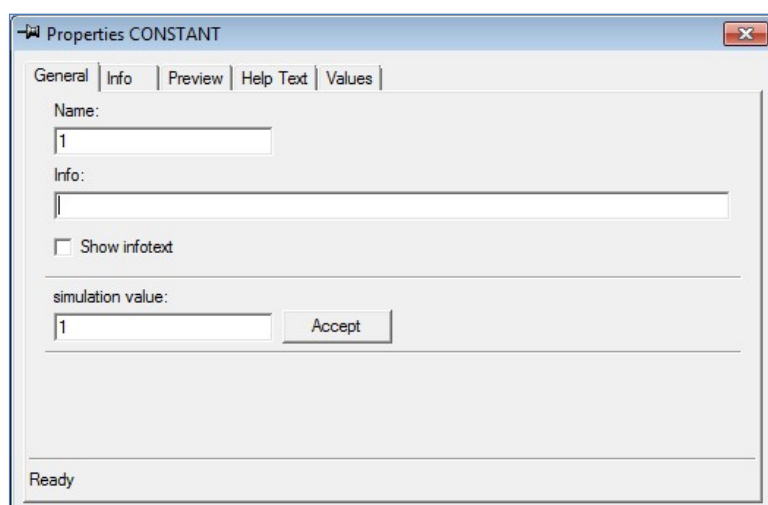 Properties CONSTANT
General Info Preview Help Text Values
Name:
1
Info:
Show infotext
simulation value:
1 Accept
Ready